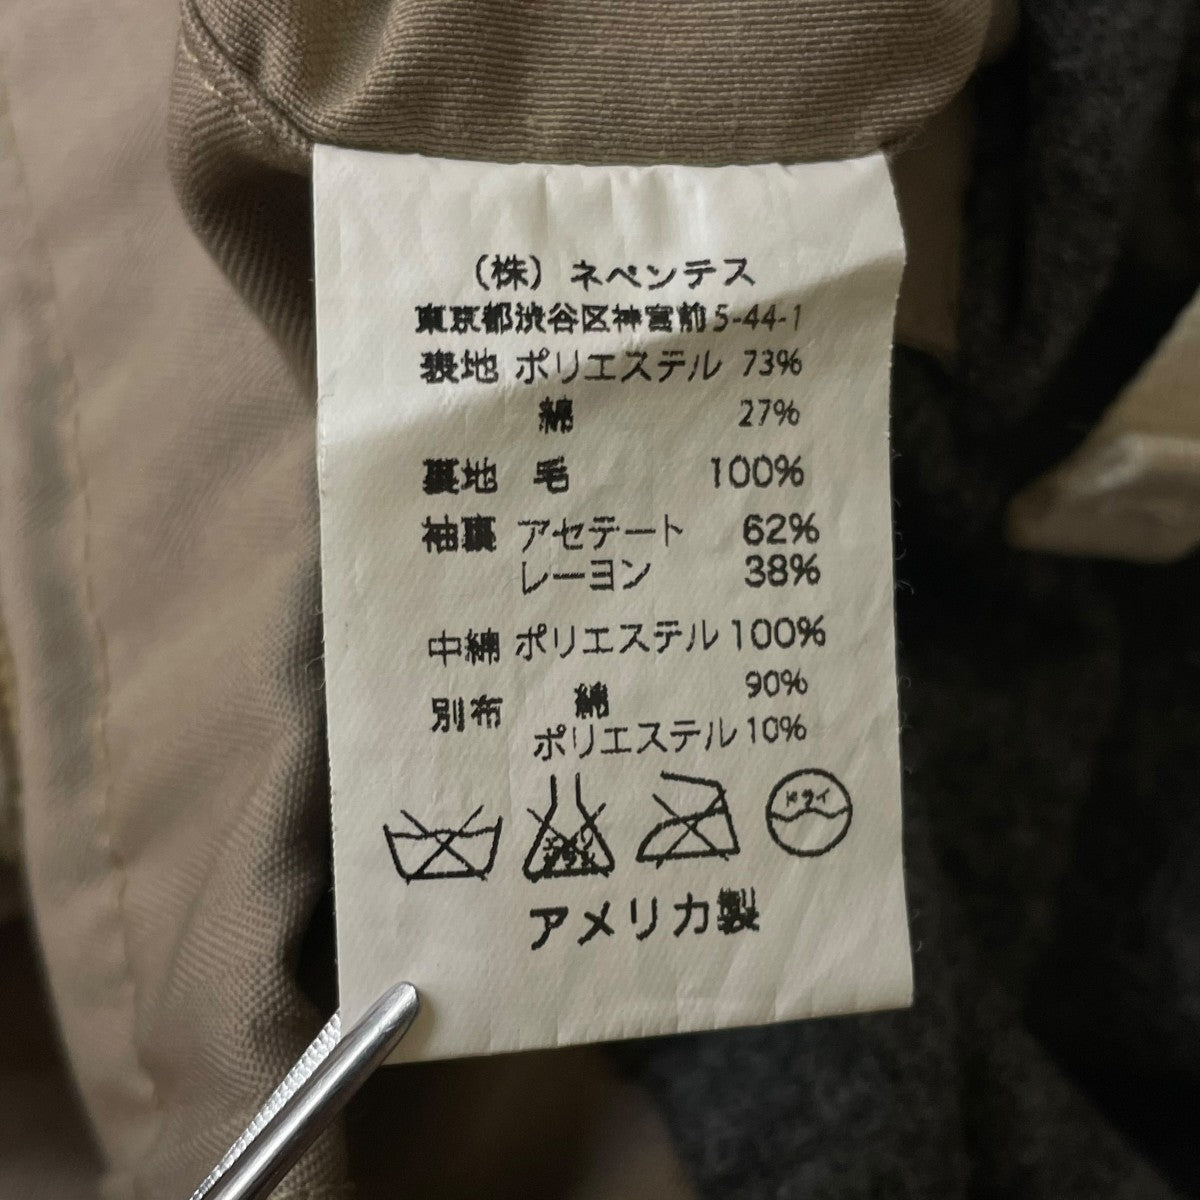 （株）ネペンテス
東京都渋谷区神宮前5-44-1
表地 ポリエステル 73%
綿 27%
裏地 毛 100%
袖裏 アセテート 62%
レーヨン 38%
中綿 ポリエステル 100%
別布 綿 90%
ポリエステル 10%
ドライ
アメリカ製